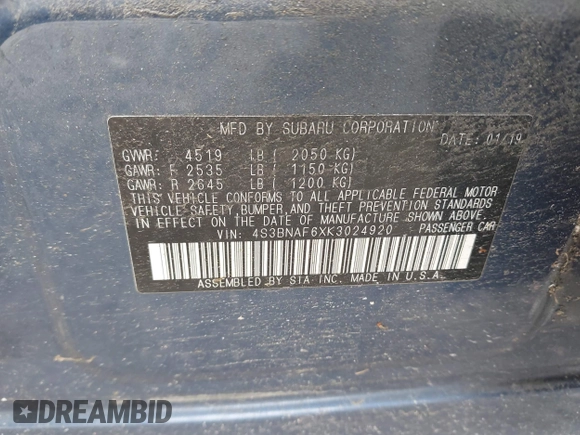 MFD BY SUBARU CORPORATION DATE: 01/19
GVWR: 4519 LB ( 2050 KG)
GAWR: F 2535 LB ( 1150 KG)
GAWR: R 2645 LB ( 1200 KG)
THIS VEHICLE CONFORMS TO ALL APPLICABLE FEDERAL MOTOR
VEHICLE SAFETY, BUMPER, AND THEFT PREVENTION STANDARDS
IN EFFECT ON THE DATE OF MANUFACTURE SHOWN ABOVE.
VIN: 4S3BNAF6XK3024920 PASSENGER CAR
ASSEMBLED BY SIA INC. MADE IN U.S.A.
DREAMBID